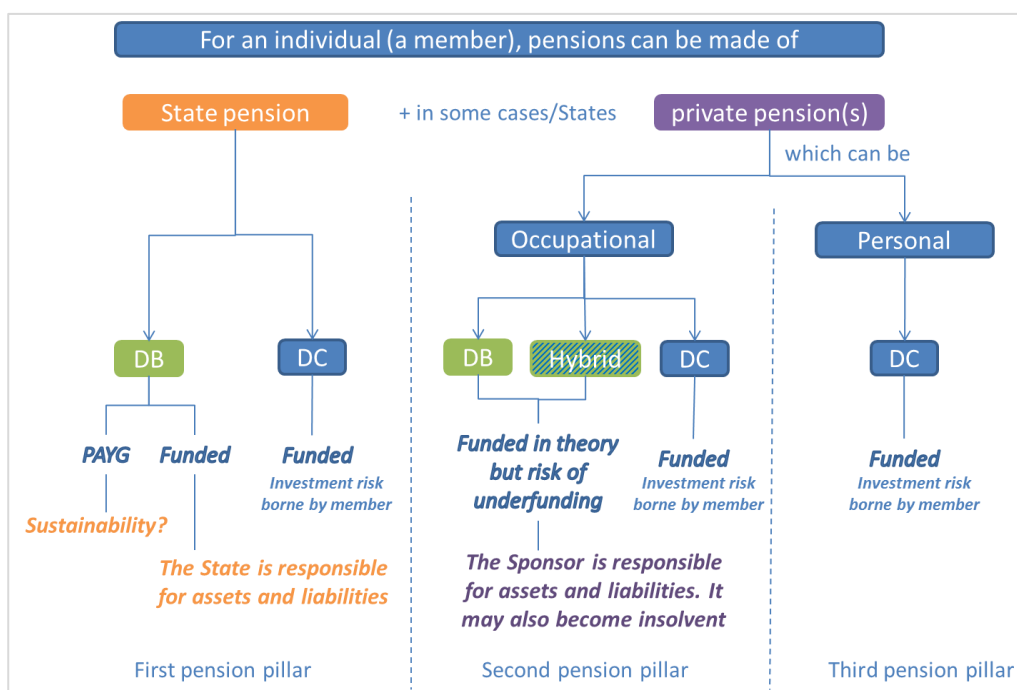 For an individual (a member), pensions can be made of
State pension
+ in some cases/States
private pension(s)
which can be
Occupational
Personal
DB
DC
DB
Hybrid
DC
DC
PAYG
Funded
Funded
Investment risk
borne by member
Funded in theory
but risk of
underfunding
Funded
Investment risk
borne by member
Funded
Investment risk
borne by member
Sustainability?
The State is responsible
for assets and liabilities
The Sponsor is responsible
for assets and liabilities. It
may also become insolvent
First pension pillar
Second pension pillar
Third pension pillar